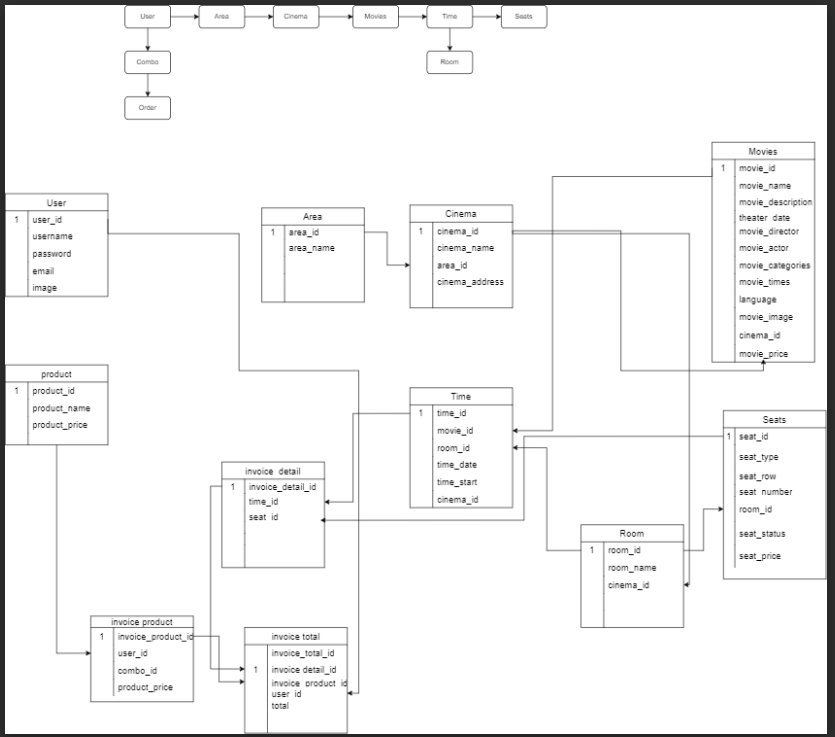 User
Area
Cinema
Movies
Time
Seats
Combo
Room
Order
Movies
1
movie_id
movie_name
movie_description
theater_date
movie_director
movie_actor
movie_categories
movie_times
language
movie_image
cinema_id
movie_price
User
1
user_id
username
password
email
image
Area
1
area_id
area_name
Cinema
1
cinema_id
cinema_name
area_id
cinema_address
product
1
product_id
product_name
product_price
Time
1
time_id
movie_id
room_id
time_date
time_start
cinema_id
Seats
1
seat_id
seat_type
seat_row
seat_number
room_id
seat_status
seat_price
invoice_detail
1
invoice_detail_id
time_id
seat_id
Room
1
room_id
room_name
cinema_id
invoice product
1
invoice_product_id
user_id
combo_id
product_price
invoice total
invoice_total_id
1
invoice detail_id
invoice_product_id
user_id
total